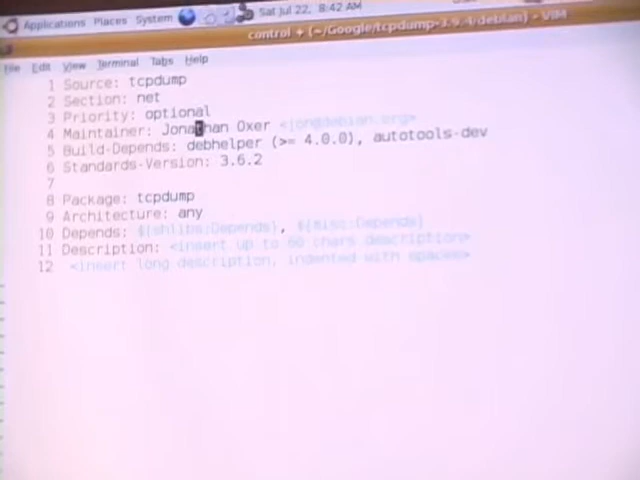 Applications Places System Sat Jul 22, 8:42 AM
control + (~/Google/tcpdump-3.9.4/debian) - VIM
File Edit View Terminal Tabs Help
1 Source: tcpdump
2 Section: net
3 Priority: optional
4 Maintainer: Jonathan Oxer <jon@debian.org>
5 Build-Depends: debhelper (>= 4.0.0), autotools-dev
6 Standards-Version: 3.6.2
7
8 Package: tcpdump
9 Architecture: any
10 Depends: ${shlibs:Depends}, ${misc:Depends}
11 Description: <insert up to 60 chars description>
12 <insert long description, indented with spaces>